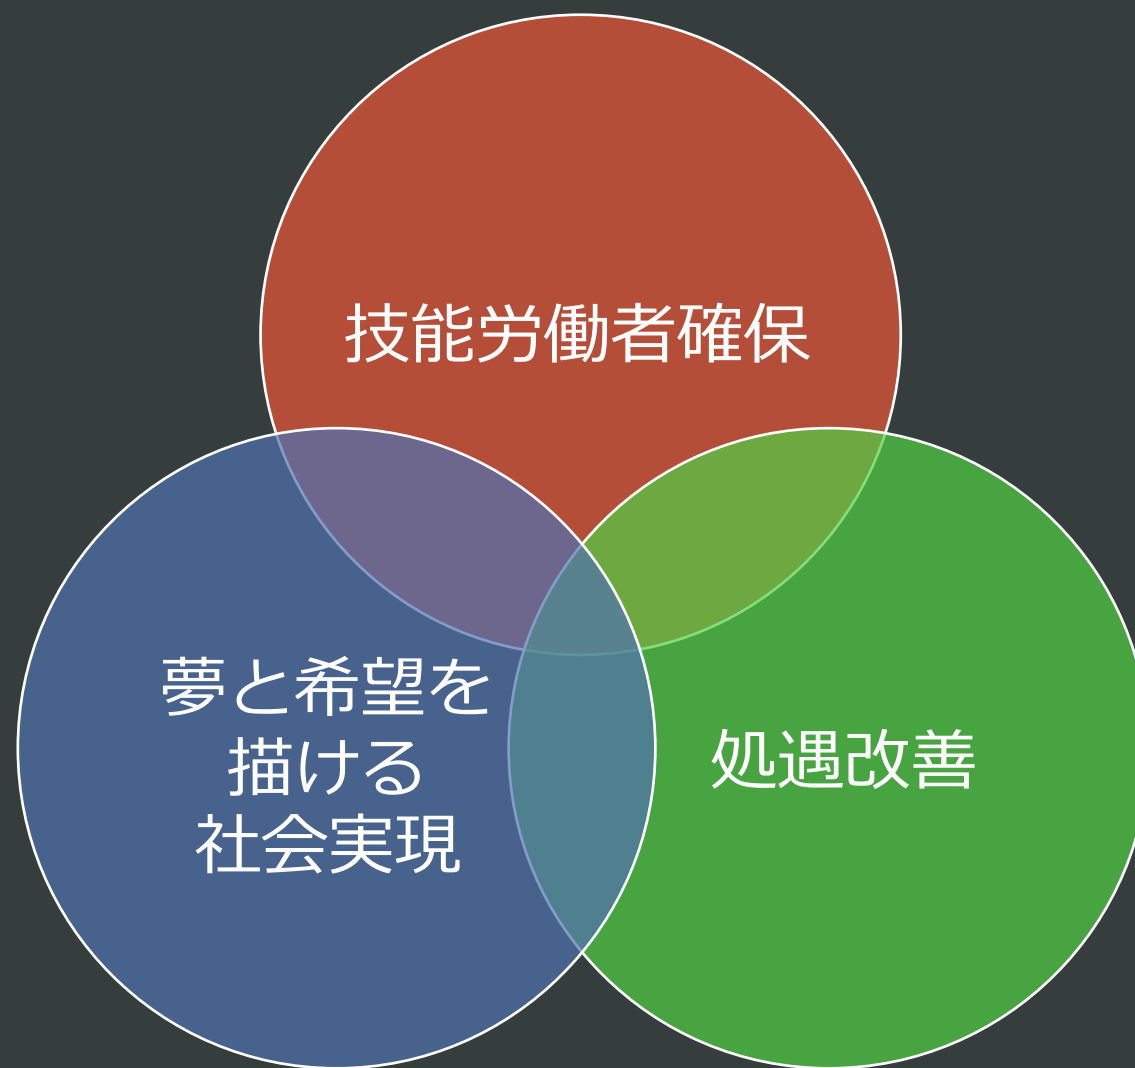 技能労働者確保
夢と希望を
描ける
社会実現
処遇改善